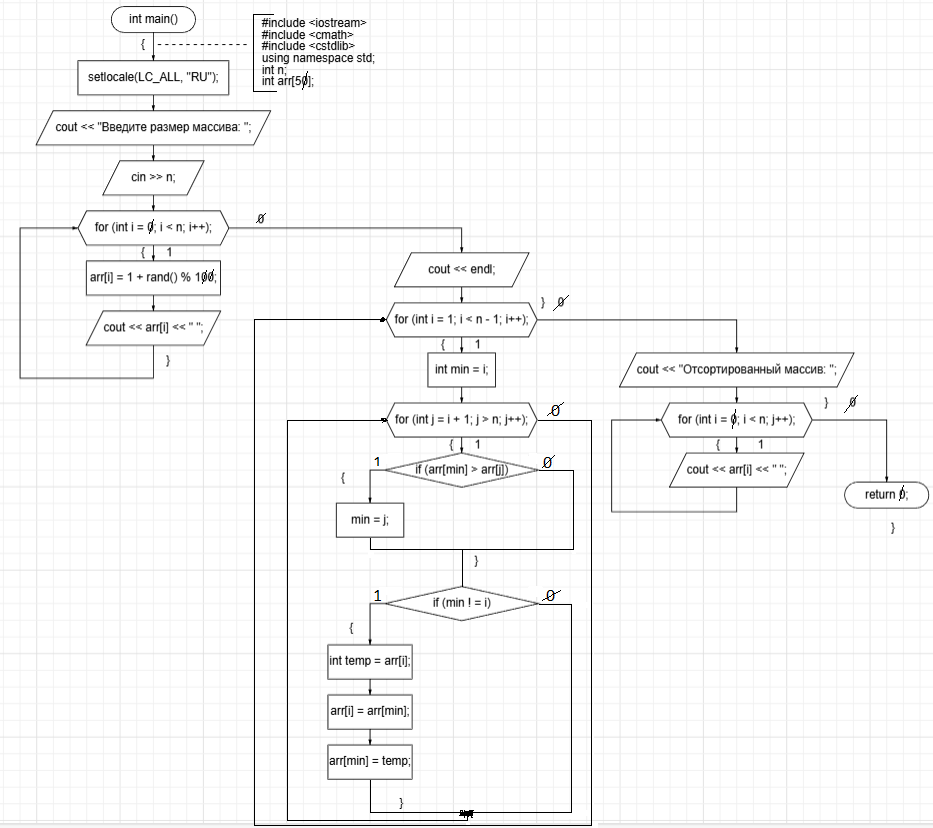 int main()
{
#include <iostream>
#include <cmath>
#include <cstdlib>
using namespace std;
int n;
int arr[50];
setlocale(LC_ALL, "RU");
cout << "Введите размер массива: ";
cin >> n;
for (int i = 0; i < n; i++);
0
{ 1
arr[i] = 1 + rand() % 100;
cout << arr[i] << " ";
}
cout << endl;
for (int i = 1; i < n - 1; i++);
} 0
{ 1
int min = i;
for (int j = i + 1; j > n; j++);
0
{ 1
if (arr[min] > arr[j])
1
0
{
min = j;
}
if (min ! = i)
1
0
{
int temp = arr[i];
arr[i] = arr[min];
arr[min] = temp;
}
cout << "Отсортированный массив: ";
for (int i = 0; i < n; j++);
} 0
{ 1
cout << arr[i] << " ";
return 0;
}